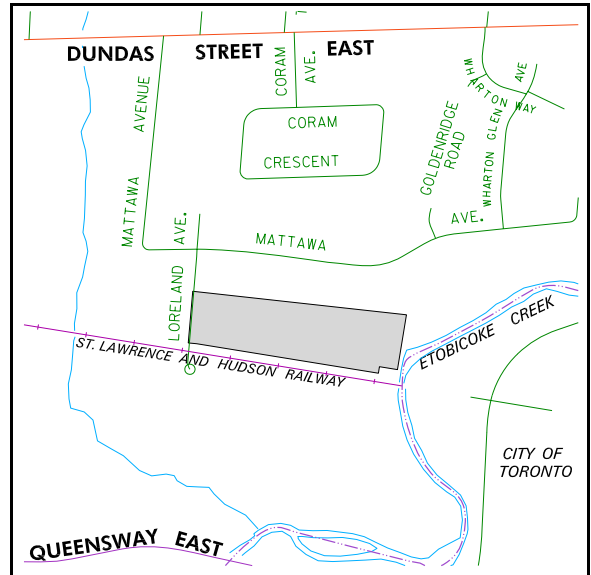 DUNDAS STREET EAST
CORAM AVE.
MATTAWA AVENUE
CORAM
CRESCENT
WHARTON WAY
AVE
WHARTON GLEN
GOLDENRIDGE
ROAD
MATTAWA AVE.
LORELAND AVE.
ST. LAWRENCE AND HUDSON RAILWAY
ETOBICOKE CREEK
CITY OF
TORONTO
QUEENSWAY EAST